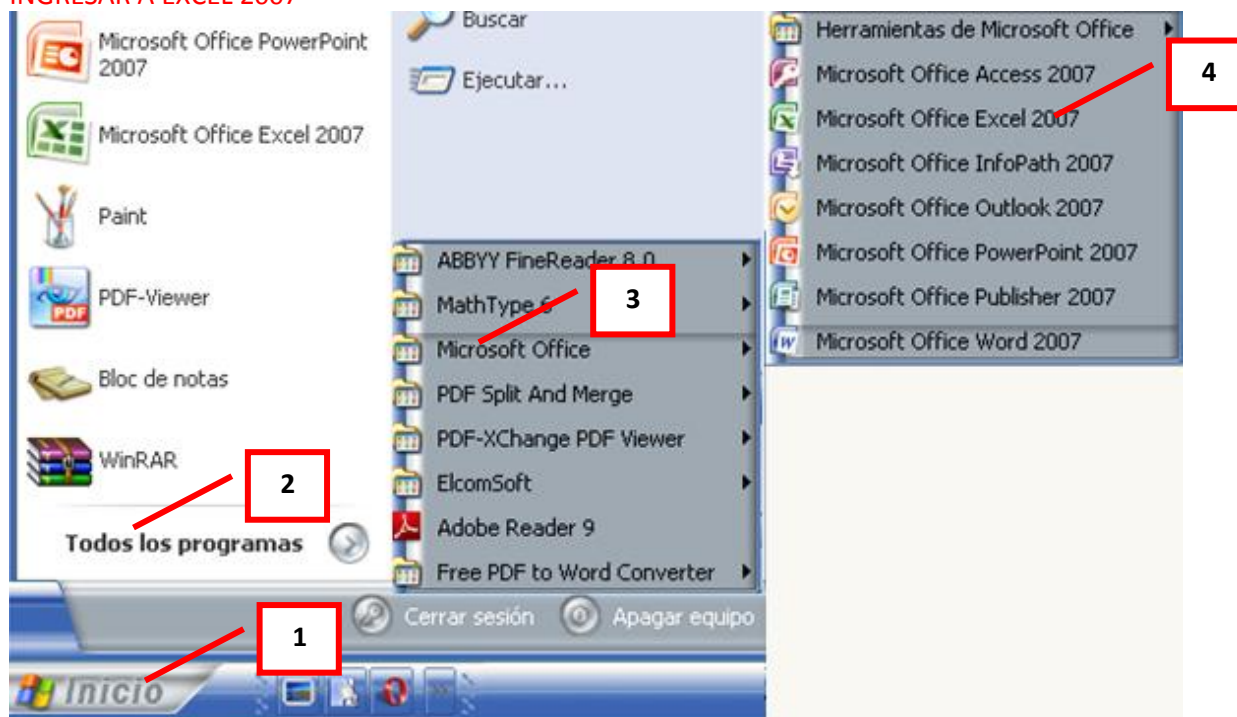 INGRESAR A EXCEL 2007
Microsoft Office PowerPoint
2007
Microsoft Office Excel 2007
Paint
PDF-Viewer
Bloc de notas
WinRAR
2
Todos los programas
Buscar
Ejecutar...
ABBYY FineReader 8.0
MathType 6
3
Microsoft Office
PDF Split And Merge
PDF-XChange PDF Viewer
ElcomSoft
Adobe Reader 9
Free PDF to Word Converter
Herramientas de Microsoft Office
4
Microsoft Office Access 2007
Microsoft Office Excel 2007
Microsoft Office InfoPath 2007
Microsoft Office Outlook 2007
Microsoft Office PowerPoint 2007
Microsoft Office Publisher 2007
Microsoft Office Word 2007
Cerrar sesión
Apagar equipo
1
Inicio